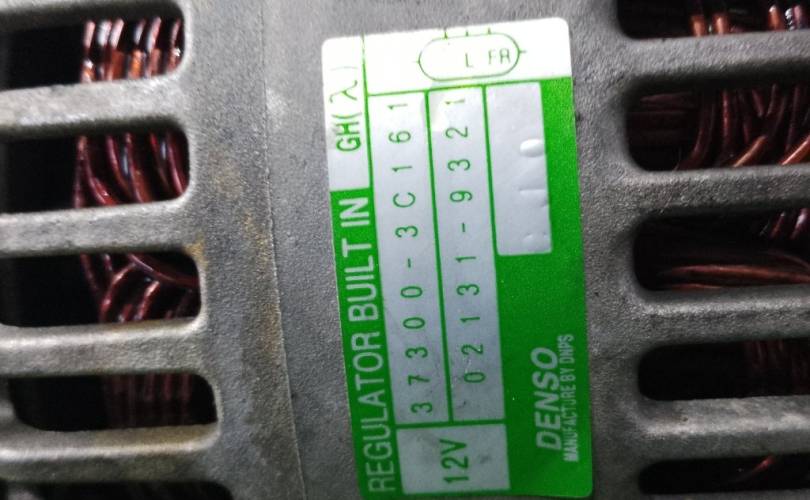 REGULATOR BUILT IN GH(λ)
12V
37300-3C161
L FR
02131-9321
DENSO
MANUFACTURE BY DNPS